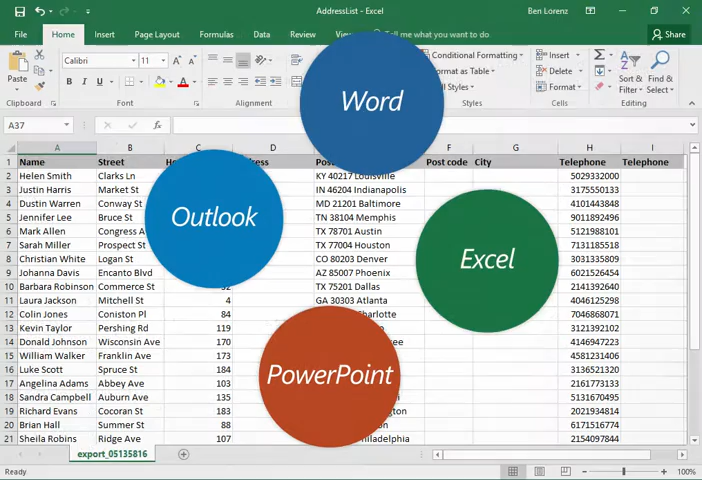 AddressList - Excel
Ben Lorenz
File Home Insert Page Layout Formulas Data Review Tell me what you want to do Share
Calibri 11
Conditional Formatting
Insert
Paste
Format as Table
Delete
Sort & Filter
Find & Select
Cell Styles
Format
Clipboard Font Alignment Styles Cells Editing
A37
A B C D F G H I
1 Name Street Post code City Telephone Telephone
2 Helen Smith Clarks Ln KY 40217 Louisville 5029332000
3 Justin Harris Market St IN 46204 Indianapolis 3175550133
4 Dustin Warren Conway St MD 21201 Baltimore 4101443848
5 Jennifer Lee Bruce St TN 38104 Memphis 9011892496
6 Mark Allen Congress TX 78701 Austin 5121988101
7 Sarah Miller Prospect St TX 77004 Houston 7131185518
8 Christian White Logan St CO 80203 Denver 3031335809
9 Johanna Davis Encanto Blvd AZ 85007 Phoenix 6021526454
10 Barbara Robinson Commerce St TX 75201 Dallas 2141392640
11 Laura Jackson Mitchell St 4 GA 30303 Atlanta 4046125298
12 Colin Jones Coniston Pl 84 7046868071
13 Kevin Taylor Pershing Rd 119 3121392102
14 Donald Johnson Wisconsin Ave 170 4146947223
15 William Walker Franklin Ave 173 4581231406
16 Luke Scott Spruce St 184 3136521320
17 Angelina Adams Abbey Ave 103 2161773133
18 Sandra Campbell Auburn Ave 135 5131670495
19 Richard Evans Cocoran St 183 2021934814
20 Brian Hall Summer St 88 6171516774
21 Sheila Robins Ridge Ave 107 2154097844
Word
Outlook
Excel
PowerPoint
export_05135816
Ready
100%